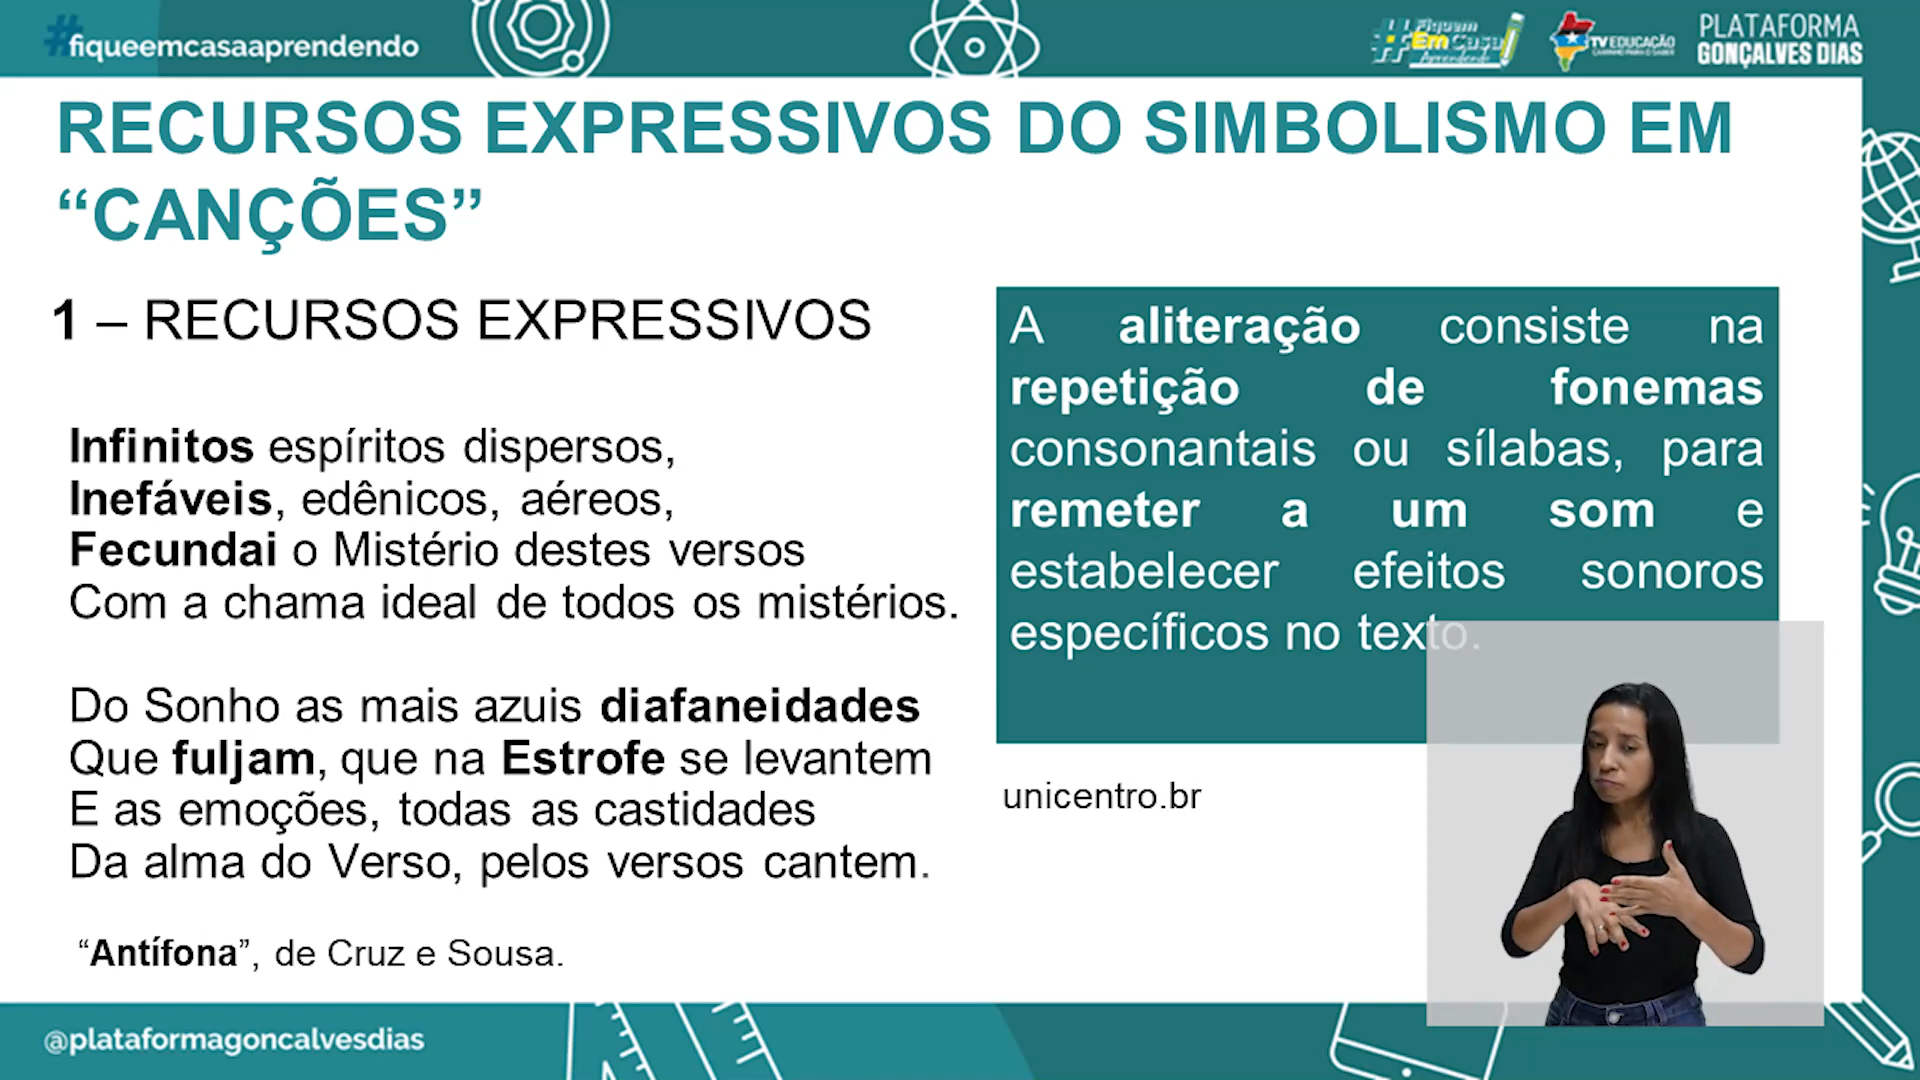 #fiqueemcasaaprendendo
#Fiquem
Em Casa
Aprendendo
TV EDUCAÇÃO
PLATAFORMA
GONÇALVES DIAS
RECURSOS EXPRESSIVOS DO SIMBOLISMO EM
“CANÇÕES”
1 – RECURSOS EXPRESSIVOS
Infinitos espíritos dispersos,
Inefáveis, edênicos, aéreos,
Fecundai o Mistério destes versos
Com a chama ideal de todos os mistérios.
Do Sonho as mais azuis diafaneidades
Que fuljam, que na Estrofe se levantem
E as emoções, todas as castidades
Da alma do Verso, pelos versos cantem.
“Antífona”, de Cruz e Sousa.
A aliteração consiste na
repetição de fonemas
consonantais ou sílabas, para
remeter a um som e
estabelecer efeitos sonoros
específicos no texto.
unicentro.br
@plataformagoncalvesdias